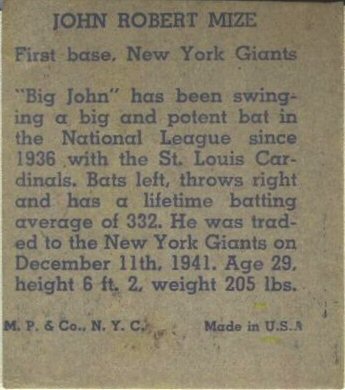 JOHN ROBERT MIZE
First base, New York Giants
"Big John" has been swing-
ing a big and potent bat in
the National League since
1936 with the St. Louis Car-
dinals. Bats left, throws right
and has a lifetime batting
average of 332. He was trad-
ed to the New York Giants on
December 11th, 1941. Age 29,
height 6 ft. 2, weight 205 lbs.
M. P. & Co., N. Y. C. Made in U.S.A